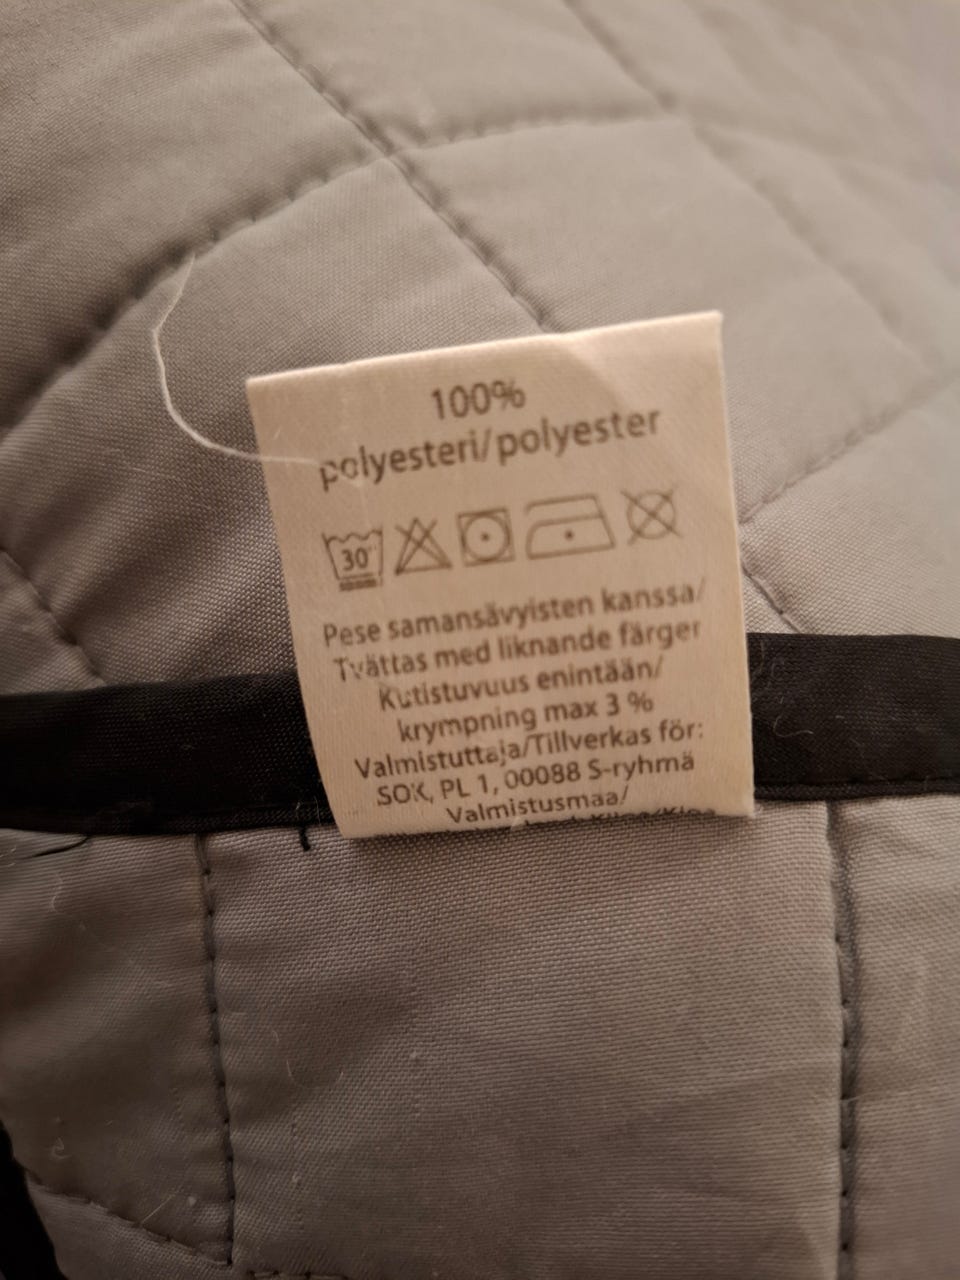 100%
polyesteri/polyester
30°
Pese samansävyisten kanssa/
Tvättas med liknande färger
Kutistuvuus enintään/
krympning max 3 %
Valmistuttaja/Tillverkas för:
SOK, PL 1, 00088 S-ryhmä
Valmistusmaa/